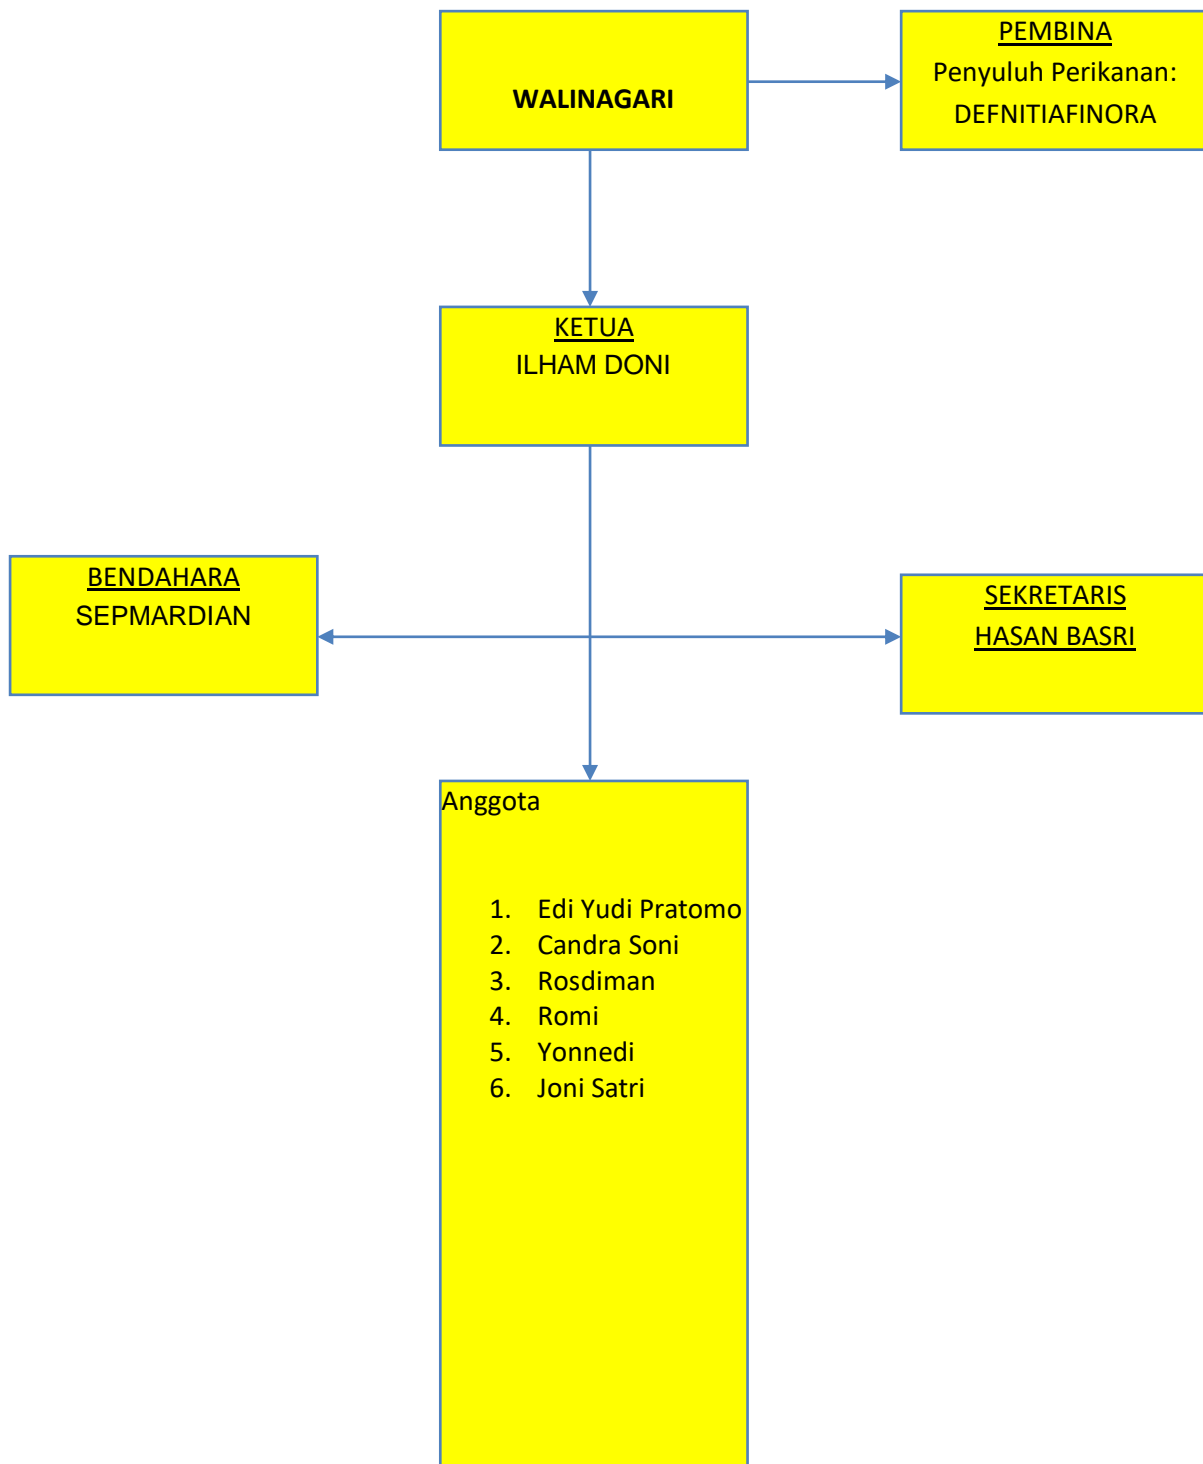 WALINAGARI
PEMBINA
Penyuluh Perikanan:
DEFNITIAFINORA
KETUA
ILHAM DONI
BENDAHARA
SEPMARDIAN
SEKRETARIS
HASAN BASRI
Anggota
1. Edi Yudi Pratomo
2. Candra Soni
3. Rosdiman
4. Romi
5. Yonnedi
6. Joni Satri